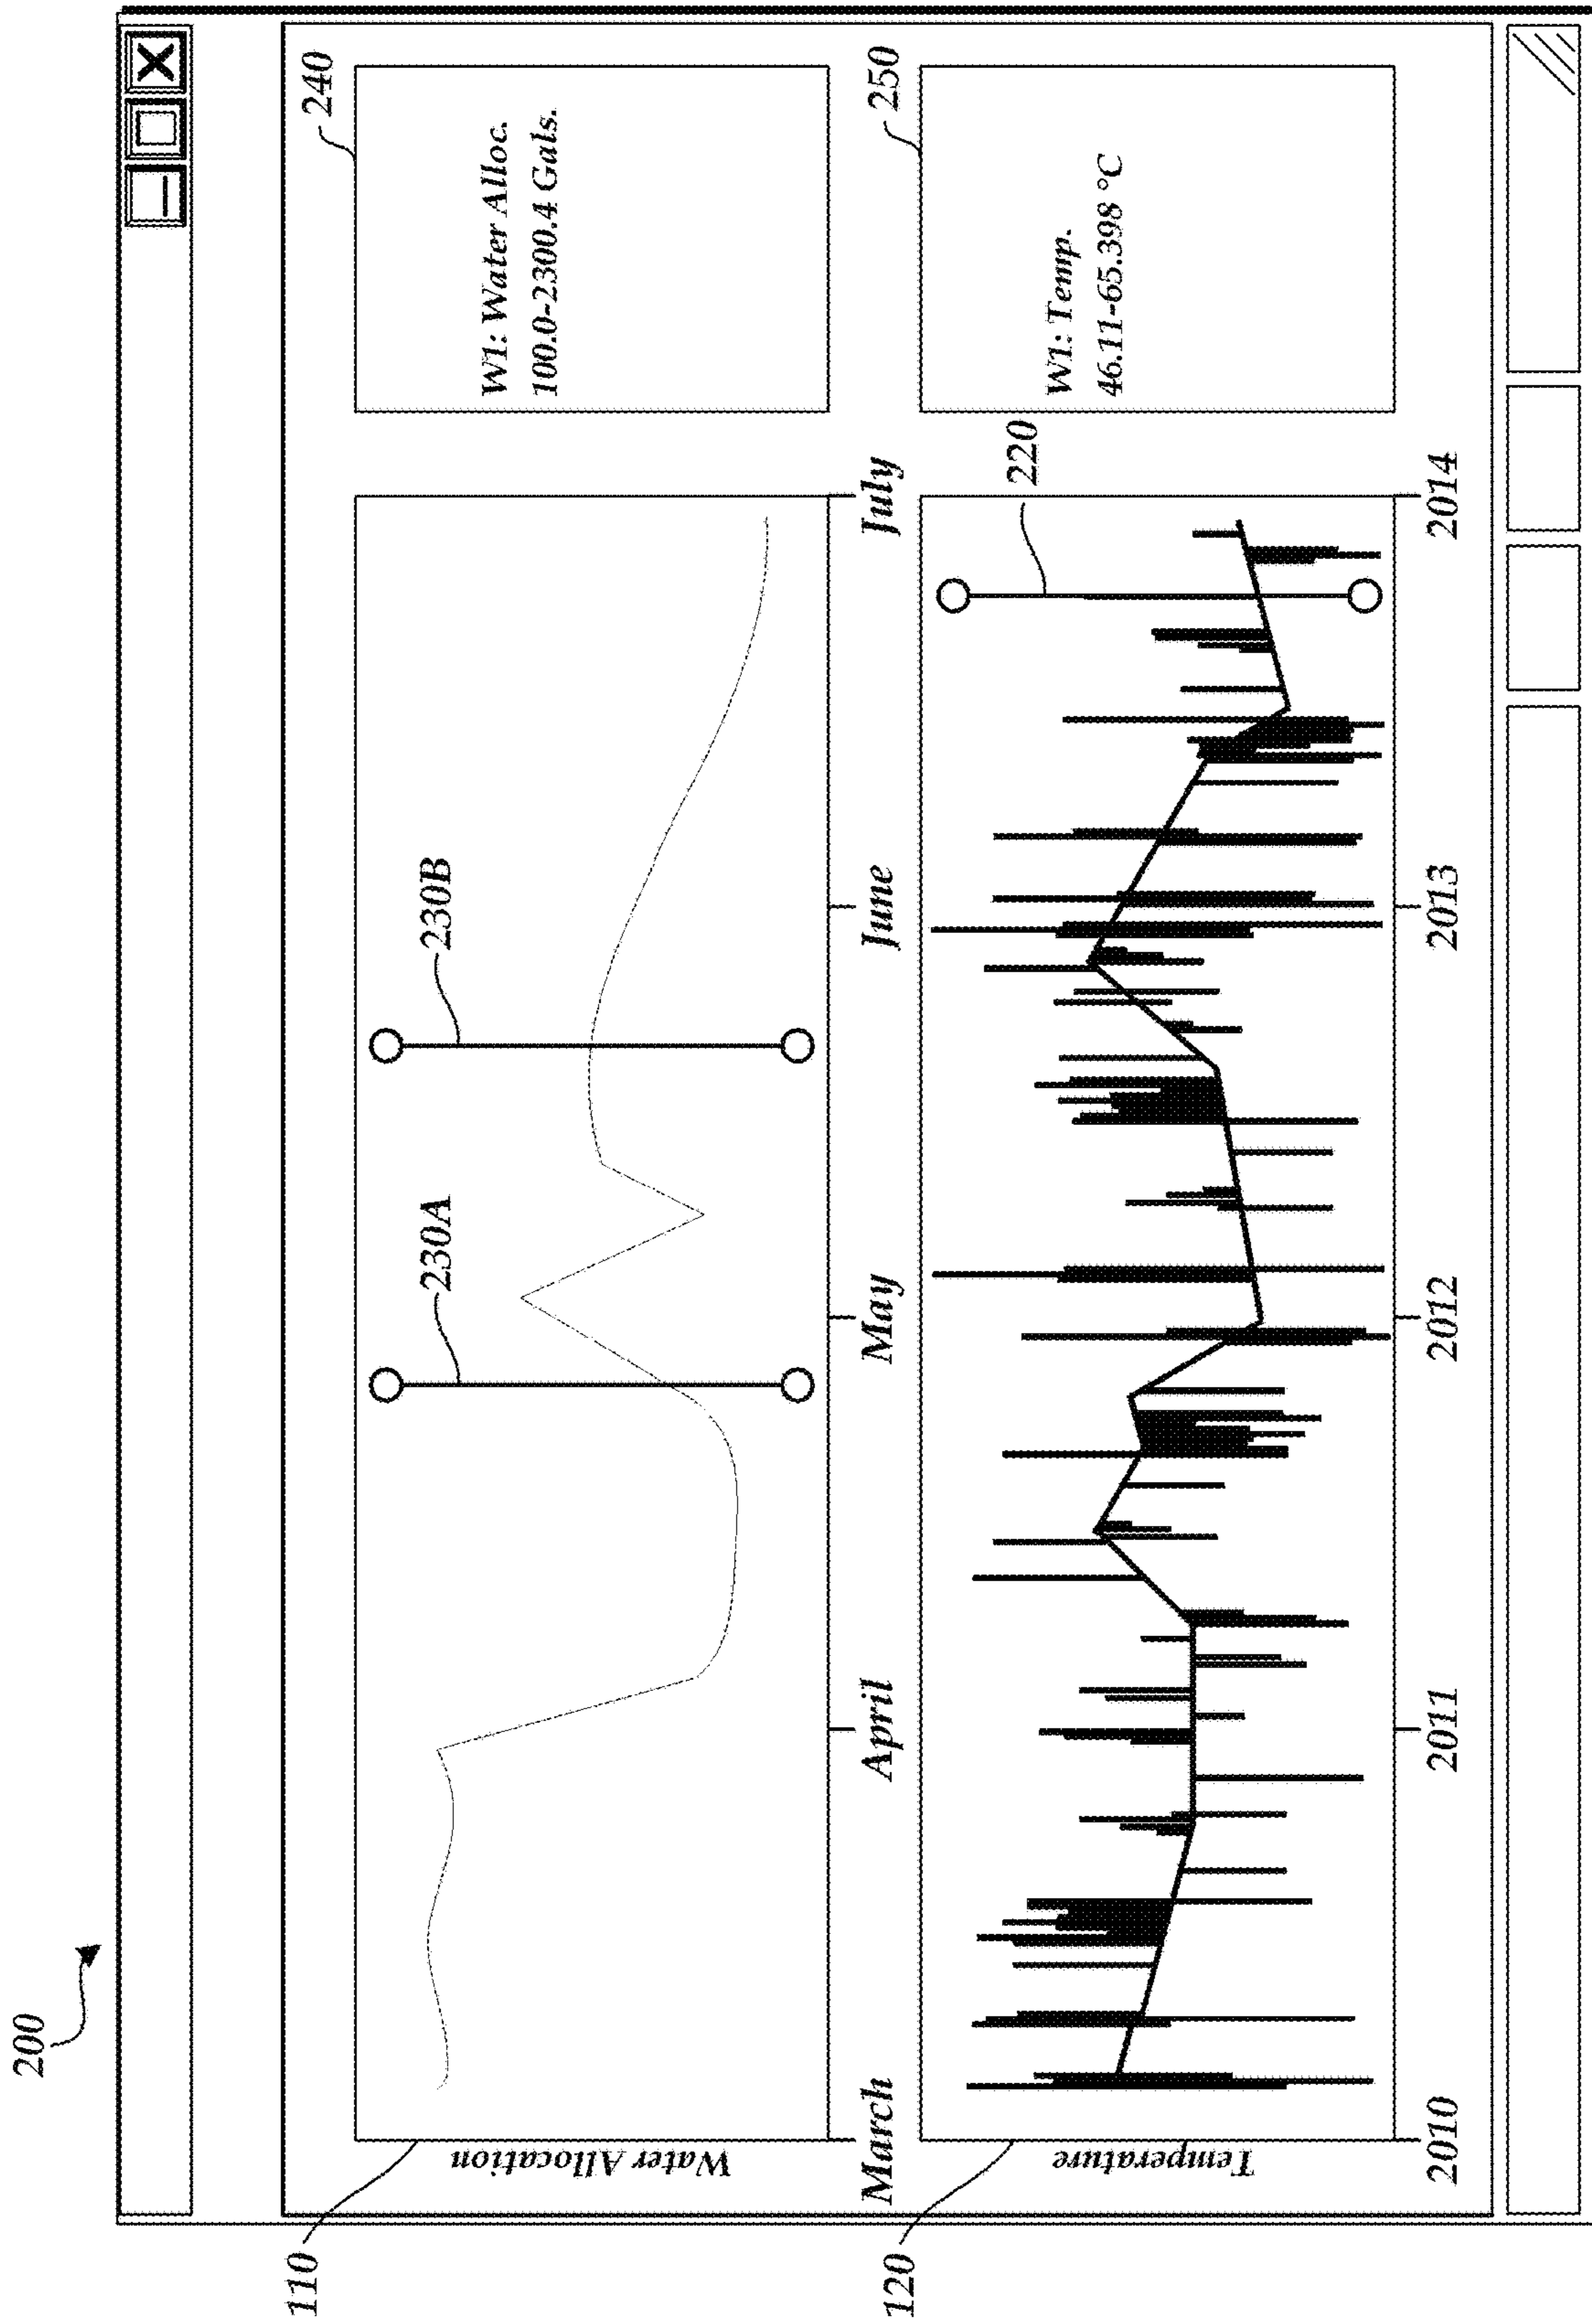 200
110
Water Allocation
230A
230B
240
W1: Water Alloc.
100.0-2300.4 Gals.
March
April
May
June
July
120
Temperature
220
250
W1: Temp.
46.11-65.398 °C
2010
2011
2012
2013
2014